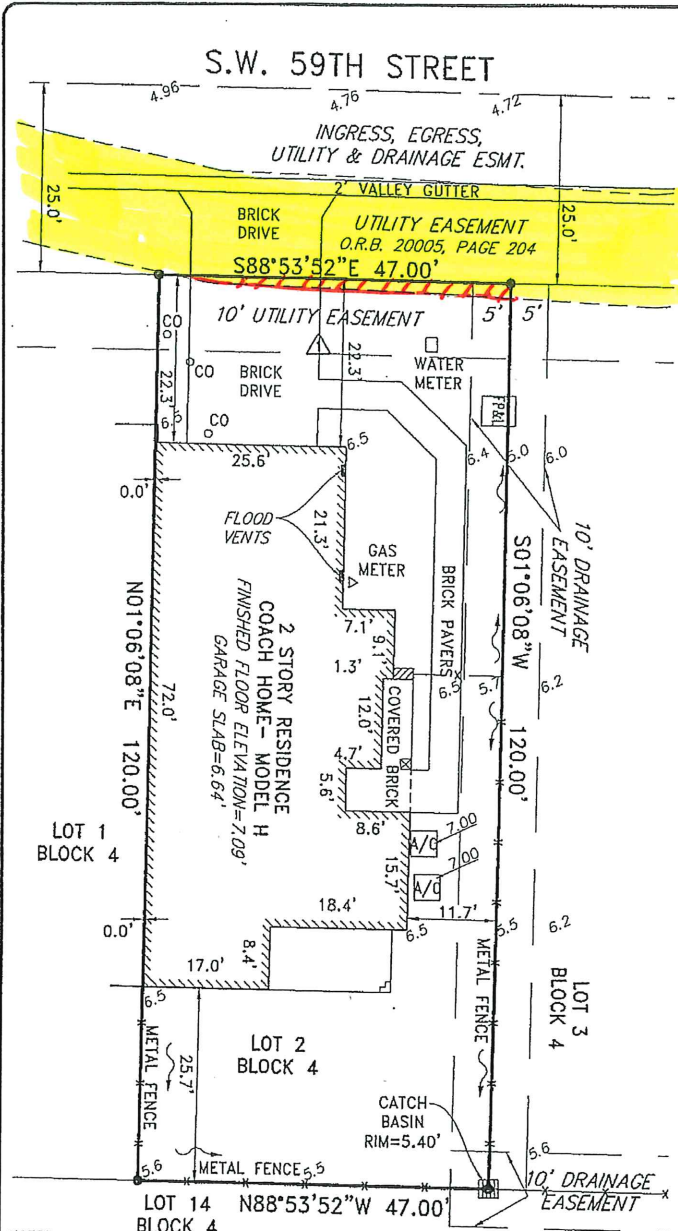 S.W. 59TH STREET
4.96
4.76
4.72
INGRESS, EGRESS,
UTILITY & DRAINAGE ESMT.
25.0'
25.0'
2' VALLEY GUTTER
BRICK
DRIVE
UTILITY EASEMENT
O.R.B. 20005, PAGE 204
S88°53'52"E 47.00'
10' UTILITY EASEMENT
5'
5'
CO
CO
CO
22.3'
22.3'
1
BRICK
DRIVE
WATER
METER
FP&L
6.5
6.5
6.4
5.0
6.0
25.6'
0.0'
FLOOD
VENTS
21.3'
GAS
METER
10' DRAINAGE
EASEMENT
BRICK PAVERS
S01°06'08"W 120.00'
N01°06'08"E 120.00'
72.0'
7.1'
9.1'
1.3'
12.0'
4.7'
5.6'
8.6'
COVERED BRICK
X
6.5
5.7
6.2
2 STORY RESIDENCE
COACH HOME- MODEL H
FINISHED FLOOR ELEVATION=7.09'
GARAGE SLAB=6.64'
LOT 1
BLOCK 4
A/C
7.00
A/C
7.00
15.7'
11.7'
18.4'
8.4'
17.0'
0.0'
6.5
5.5
6.2
6.5
METAL FENCE
LOT 3
BLOCK 4
METAL FENCE
25.7'
LOT 2
BLOCK 4
CATCH
BASIN
RIM=5.40'
5.6
5.6
METAL FENCE
5.5
10' DRAINAGE
EASEMENT
LOT 14
BLOCK 4
N88°53'52"W 47.00'